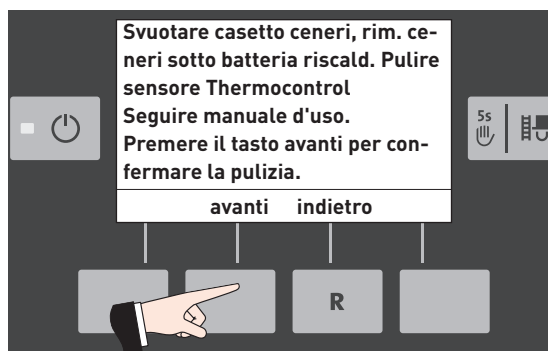 Svuotare casetto ceneri, rim. ce-
neri sotto batteria riscald. Pulire
sensore Thermocontrol
Seguire manuale d'uso.
Premere il tasto avanti per con-
fermare la pulizia.
avanti indietro
5s
R